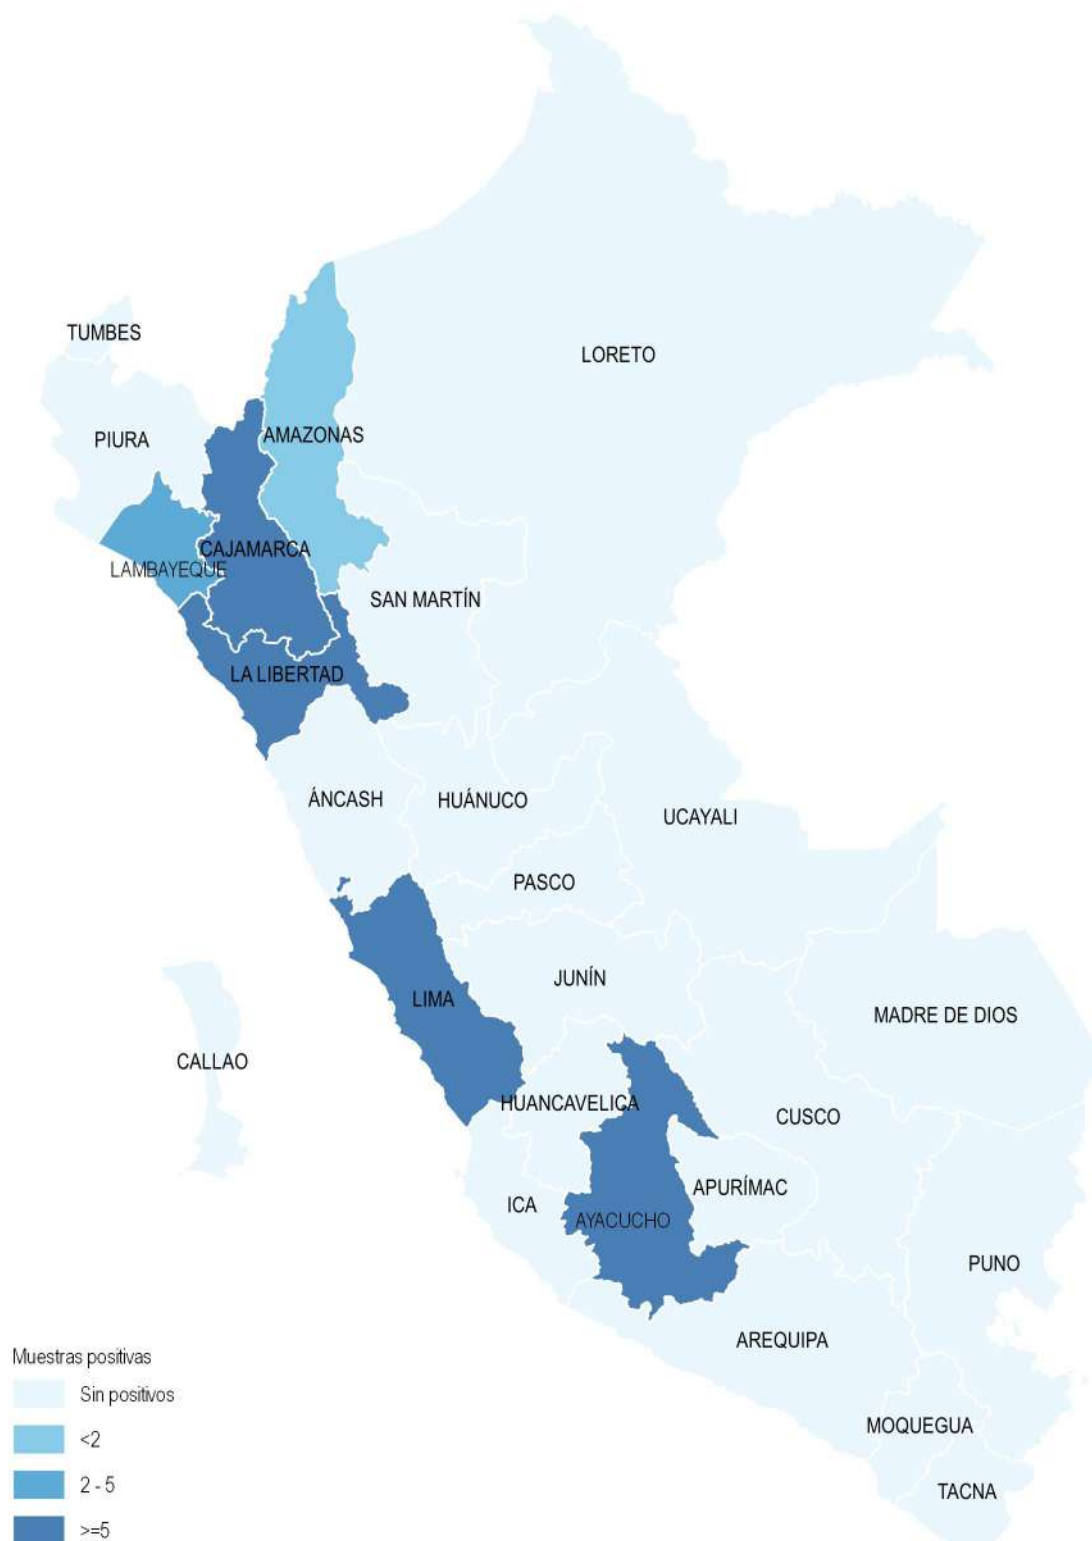 TUMBES
LORETO
PIURA
AMAZONAS
CAJAMARCA
LAMBAYEQUE
SAN MARTÍN
LA LIBERTAD
ÁNCASH
HUÁNUCO
UCAYALI
PASCO
JUNÍN
LIMA
MADRE DE DIOS
CALLAO
HUANCAVELICA
CUSCO
APURÍMAC
ICA
AYACUCHO
PUNO
AREQUIPA
MOQUEGUA
TACNA
Muestras positivas
Sin positivos
<2
2 - 5
>=5